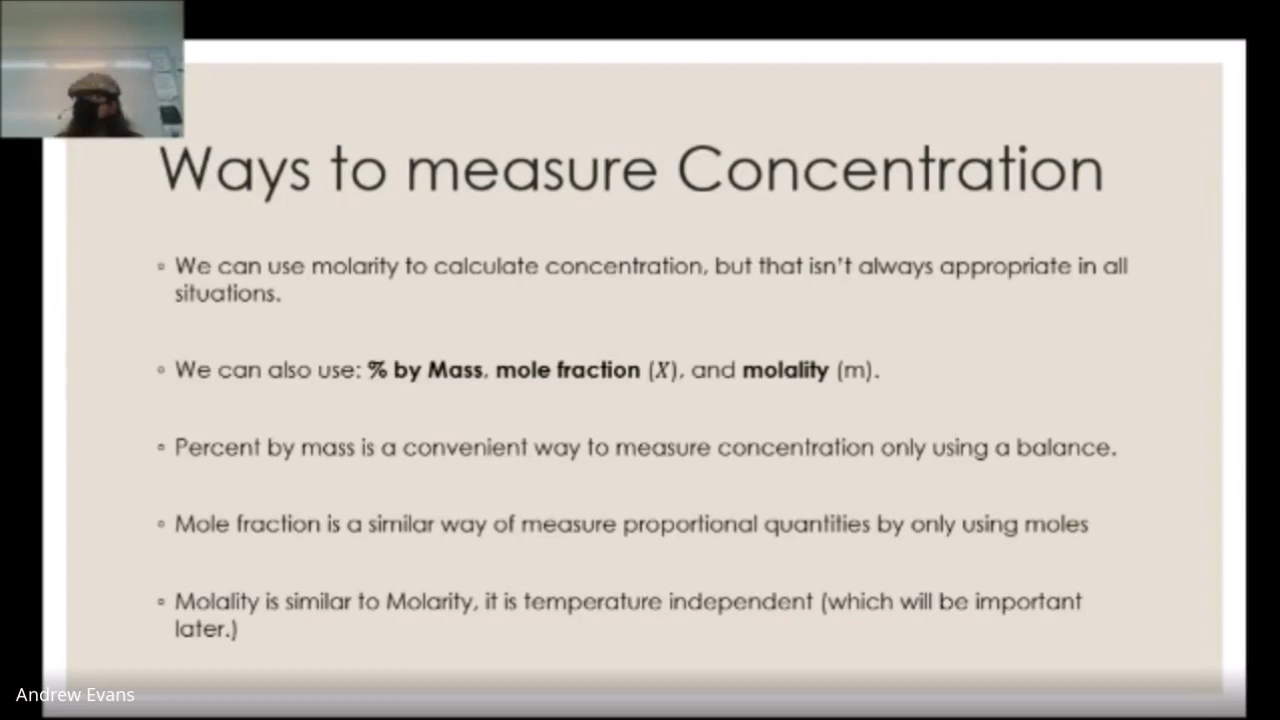 Ways to measure Concentration
◦ We can use molarity to calculate concentration, but that isn't always appropriate in all
situations.
◦ We can also use: % by Mass, mole fraction (X), and molality (m).
◦ Percent by mass is a convenient way to measure concentration only using a balance.
◦ Mole fraction is a similar way of measure proportional quantities by only using moles
◦ Molality is similar to Molarity, it is temperature independent (which will be important
later.)
Andrew Evans